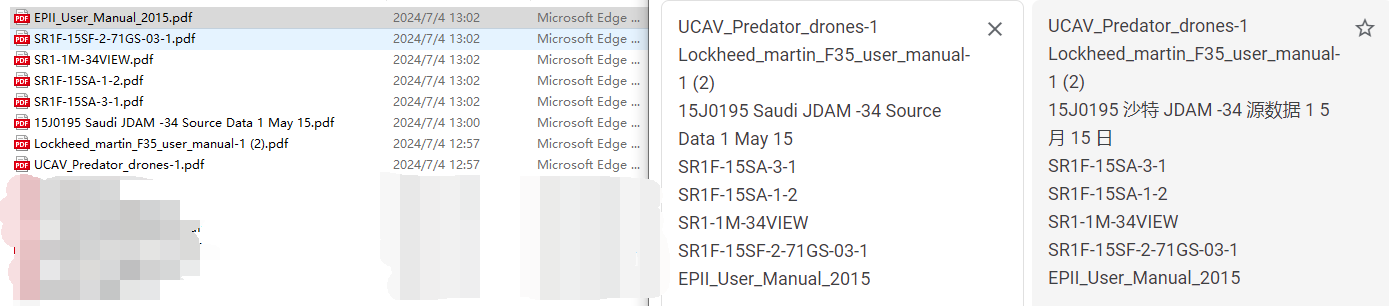 EPII_User_Manual_2015.pdf 2024/7/4 13:02 Microsoft Edge ...
SR1F-15SF-2-71GS-03-1.pdf 2024/7/4 13:02 Microsoft Edge ...
SR1-1M-34VIEW.pdf 2024/7/4 13:02 Microsoft Edge ...
SR1F-15SA-1-2.pdf 2024/7/4 13:02 Microsoft Edge ...
SR1F-15SA-3-1.pdf 2024/7/4 13:02 Microsoft Edge ...
15J0195 Saudi JDAM -34 Source Data 1 May 15.pdf 2024/7/4 13:00 Microsoft Edge ...
Lockheed_martin_F35_user_manual-1 (2).pdf 2024/7/4 12:57 Microsoft Edge ...
UCAV_Predator_drones-1.pdf 2024/7/4 12:57 Microsoft Edge ...
UCAV_Predator_drones-1
Lockheed_martin_F35_user_manual-
1 (2)
15J0195 Saudi JDAM -34 Source
Data 1 May 15
SR1F-15SA-3-1
SR1F-15SA-1-2
SR1-1M-34VIEW
SR1F-15SF-2-71GS-03-1
EPII_User_Manual_2015
UCAV_Predator_drones-1
Lockheed_martin_F35_user_manual-
1 (2)
15J0195 沙特 JDAM -34 源数据 1 5
月 15 日
SR1F-15SA-3-1
SR1F-15SA-1-2
SR1-1M-34VIEW
SR1F-15SF-2-71GS-03-1
EPII_User_Manual_2015